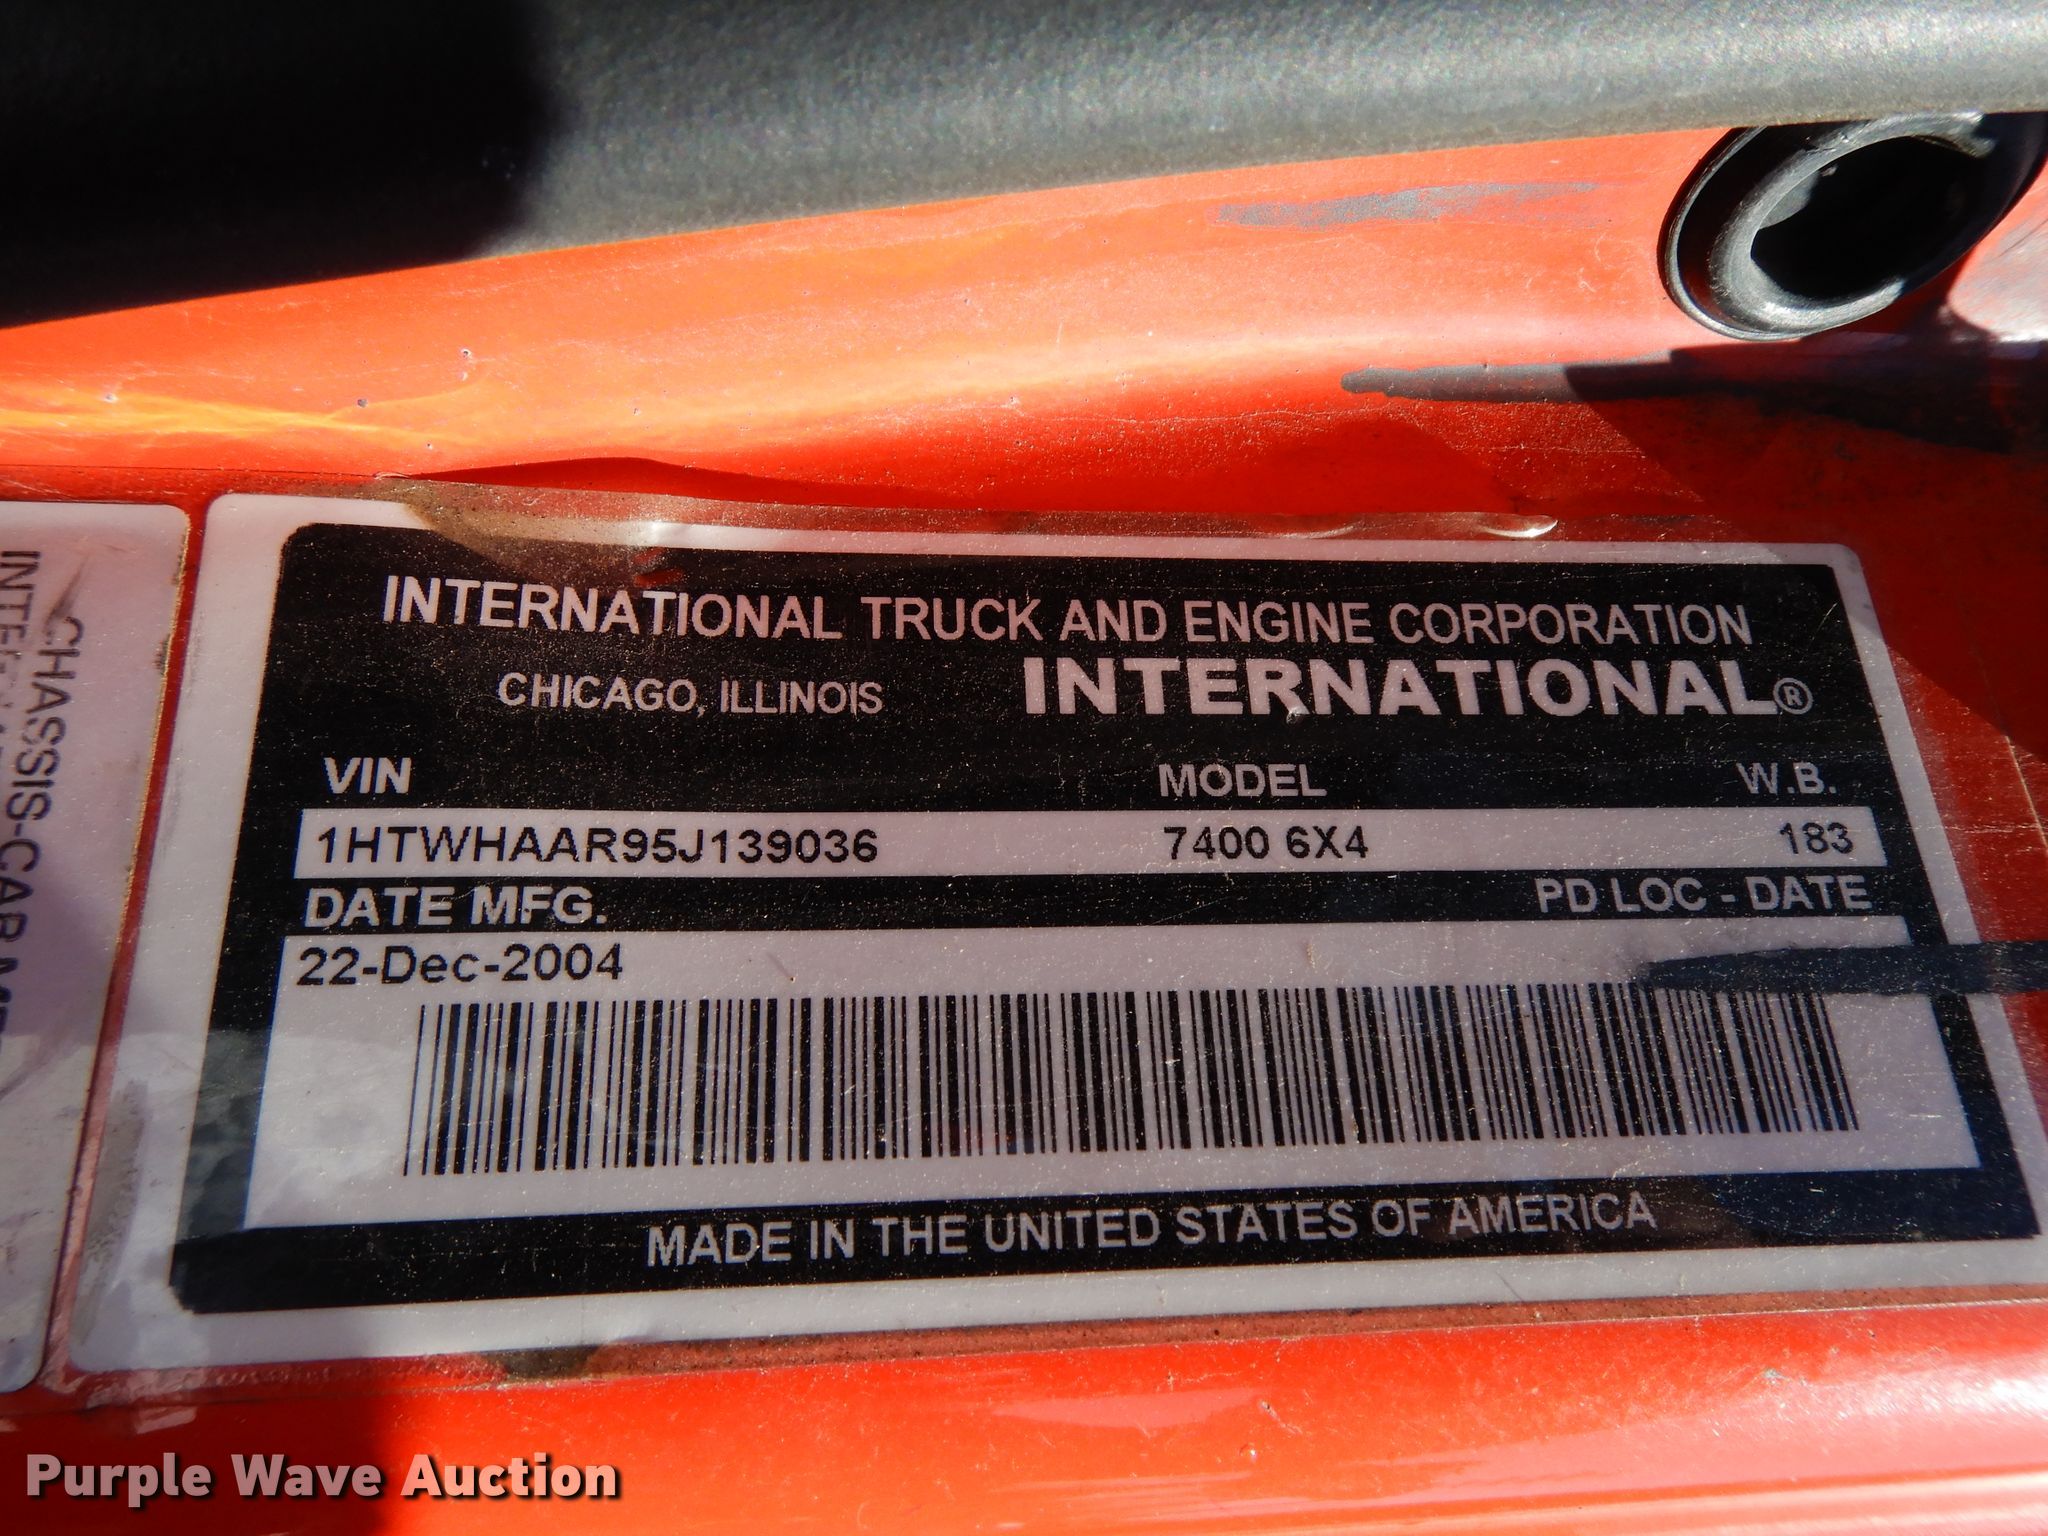 INTERNATIONAL TRUCK AND ENGINE CORPORATION
CHICAGO, ILLINOIS INTERNATIONAL®
VIN MODEL W.B.
1HTWHAAR95J139036 7400 6X4 183
DATE MFG. PD LOC - DATE
22-Dec-2004
MADE IN THE UNITED STATES OF AMERICA
CHASSIS-CAB
Purple Wave Auction